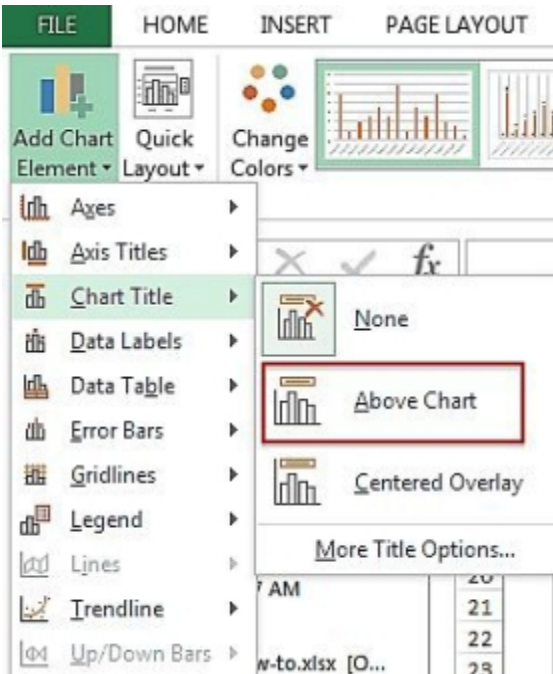 FILE HOME INSERT PAGE LAYOUT
Add Chart Element
Quick Layout
Change Colors
Axes
Axis Titles
Chart Title
Data Labels
Data Table
Error Bars
Gridlines
Legend
Lines
Trendline
Up/Down Bars
fx
None
Above Chart
Centered Overlay
More Title Options...
AM
20
21
22
23
w-to.xlsx [O...